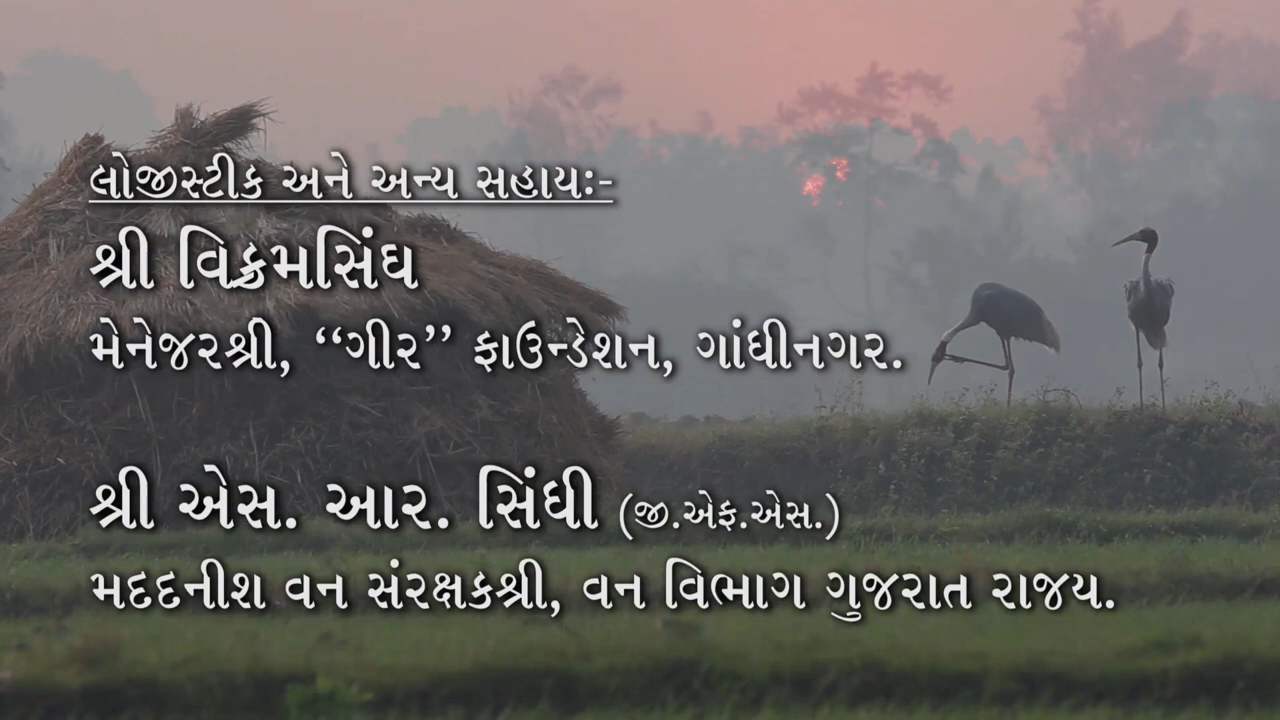 લોજીસ્ટીક અને અન્ય સહાયઃ-
શ્રી વિક્રમસિંઘ
મેનેજરશ્રી, “ગીર” ફાઉન્ડેશન, ગાંધીનગર.
શ્રી એસ. આર. સિંધી (જી.એફ.એસ.)
મદદનીશ વન સંરક્ષકશ્રી, વન વિભાગ ગુજરાત રાજય.